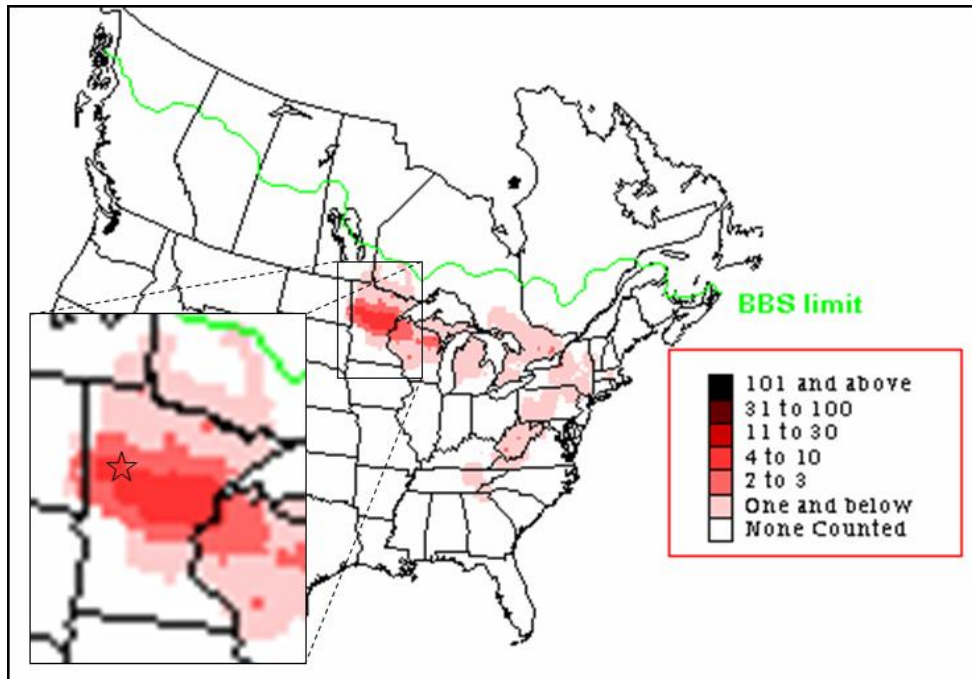 BBS limit
101 and above
31 to 100
11 to 30
4 to 10
2 to 3
One and below
None Counted